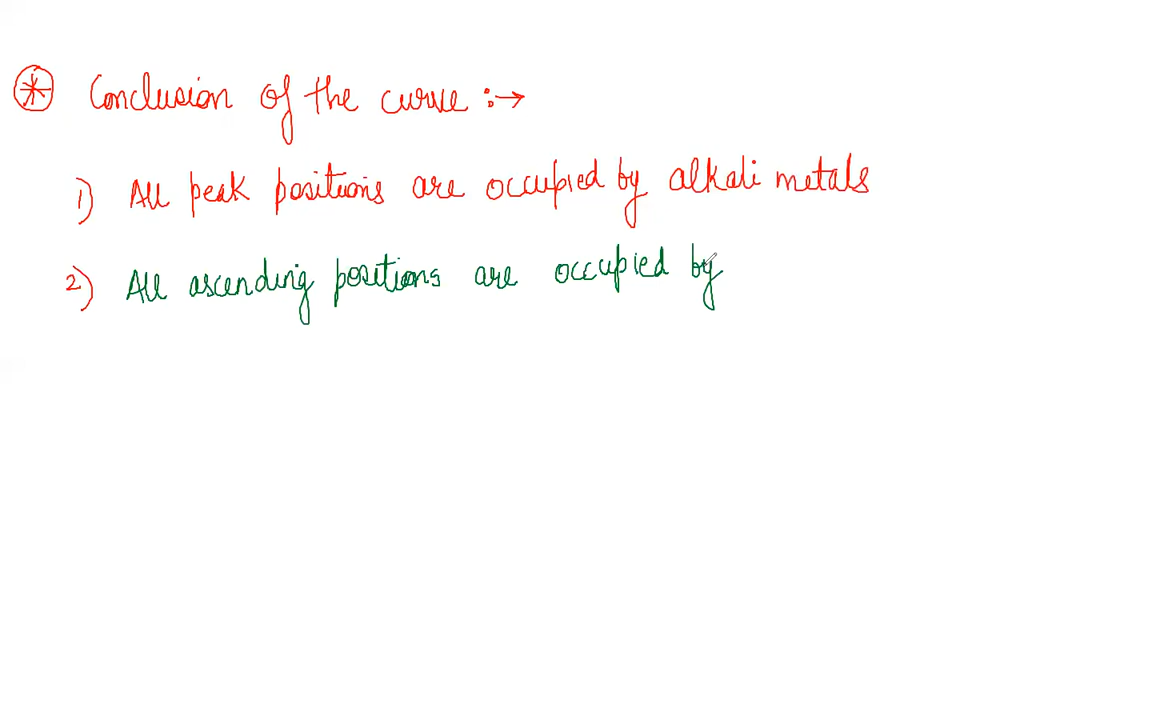 Conclusion of the curve :→
1) All peak positions are occupied by alkali metals
2) All ascending positions are occupied by